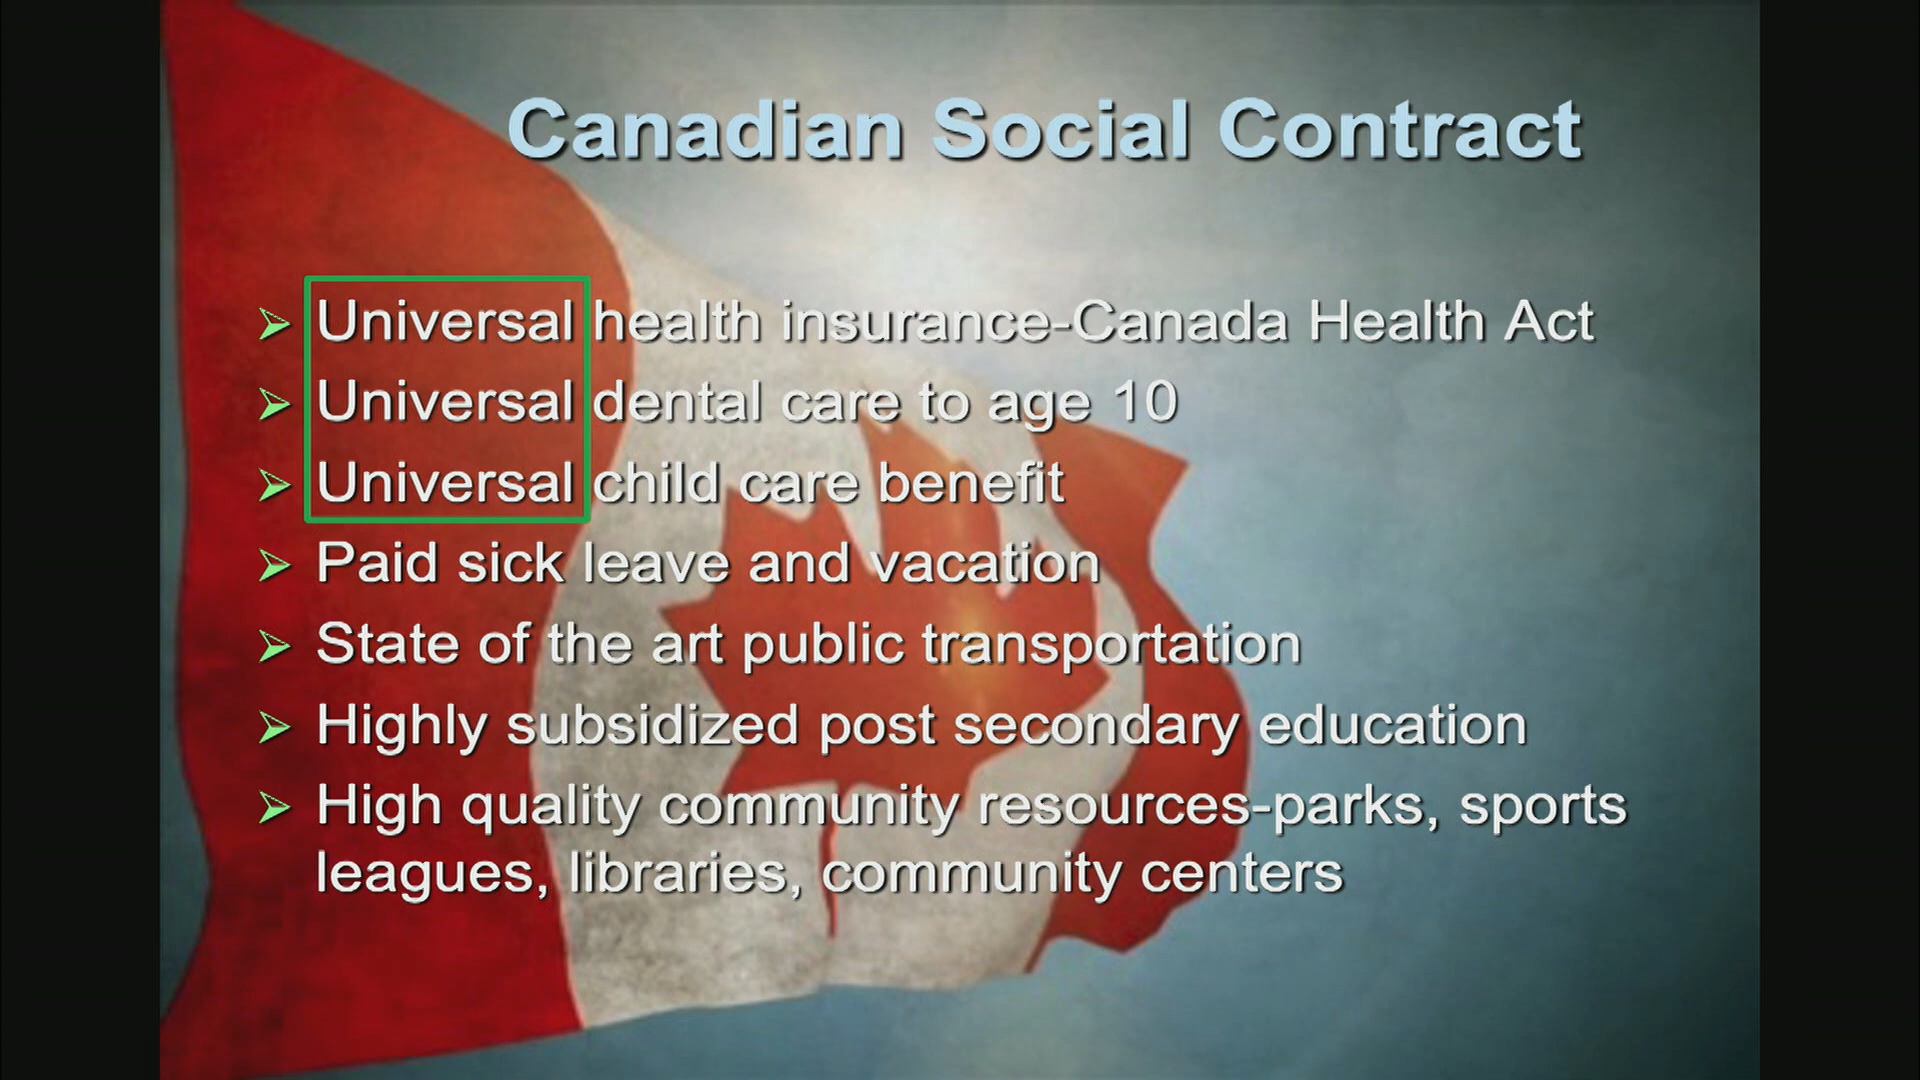 Canadian Social Contract
Universal health insurance-Canada Health Act
Universal dental care to age 10
Universal child care benefit
Paid sick leave and vacation
State of the art public transportation
Highly subsidized post secondary education
High quality community resources-parks, sports
leagues, libraries, community centers